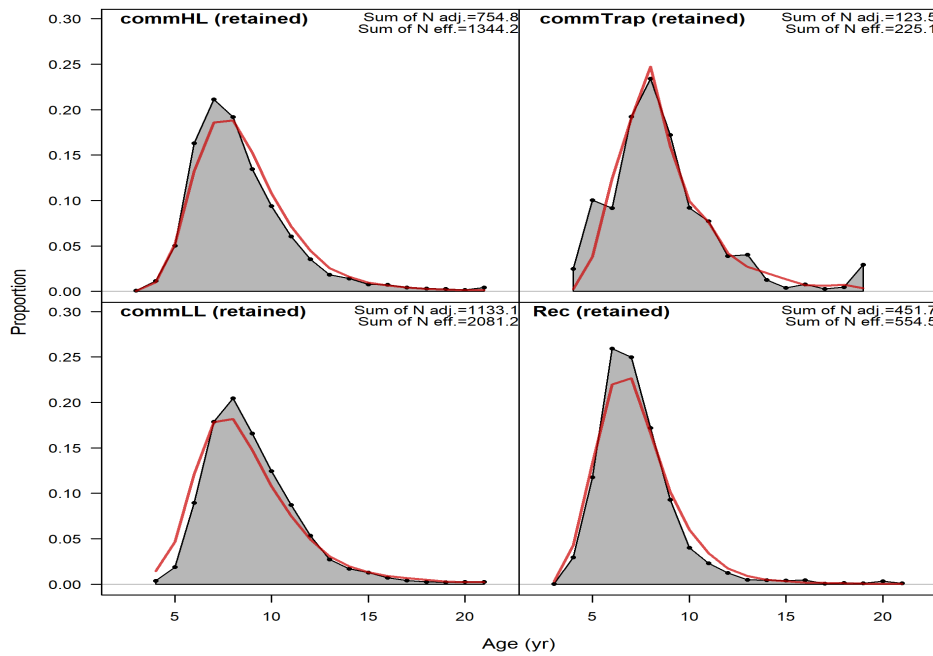 commHL (retained)
Sum of N adj.=754.8
Sum of N eff.=1344.2
commTrap (retained)
Sum of N adj.=123.5
Sum of N eff.=225.1
0.30
0.25
0.20
0.15
0.10
0.05
0.00
commLL (retained)
Sum of N adj.=1133.1
Sum of N eff.=2081.2
Rec (retained)
Sum of N adj.=451.7
Sum of N eff.=554.5
0.30
0.25
0.20
0.15
0.10
0.05
0.00
Proportion
5 10 15 20
5 10 15 20
Age (yr)